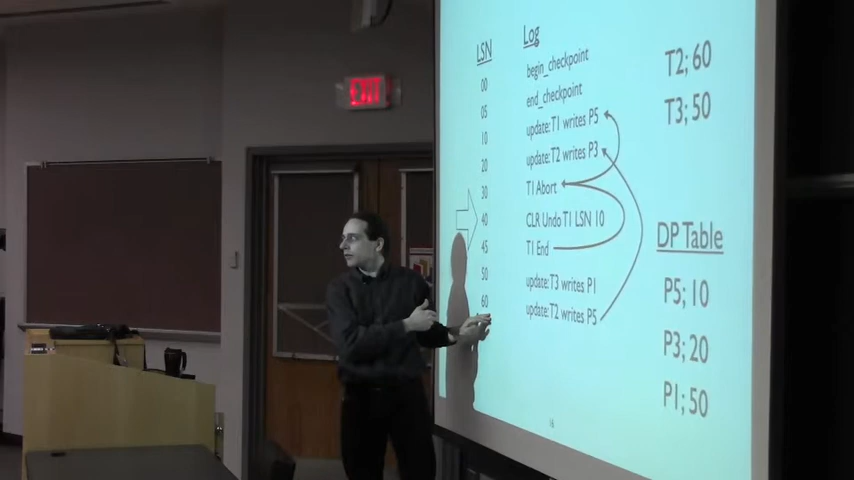 EXIT
LSN Log
00 begin_checkpoint
05 end_checkpoint
10 update: T1 writes P5
20 update: T2 writes P3
30 T1 Abort
40 CLR Undo T1 LSN 10
45 T1 End
50 update: T3 writes P1
60 update: T2 writes P5
T2; 60
T3; 50
DP Table
P5; 10
P3; 20
P1; 50
16